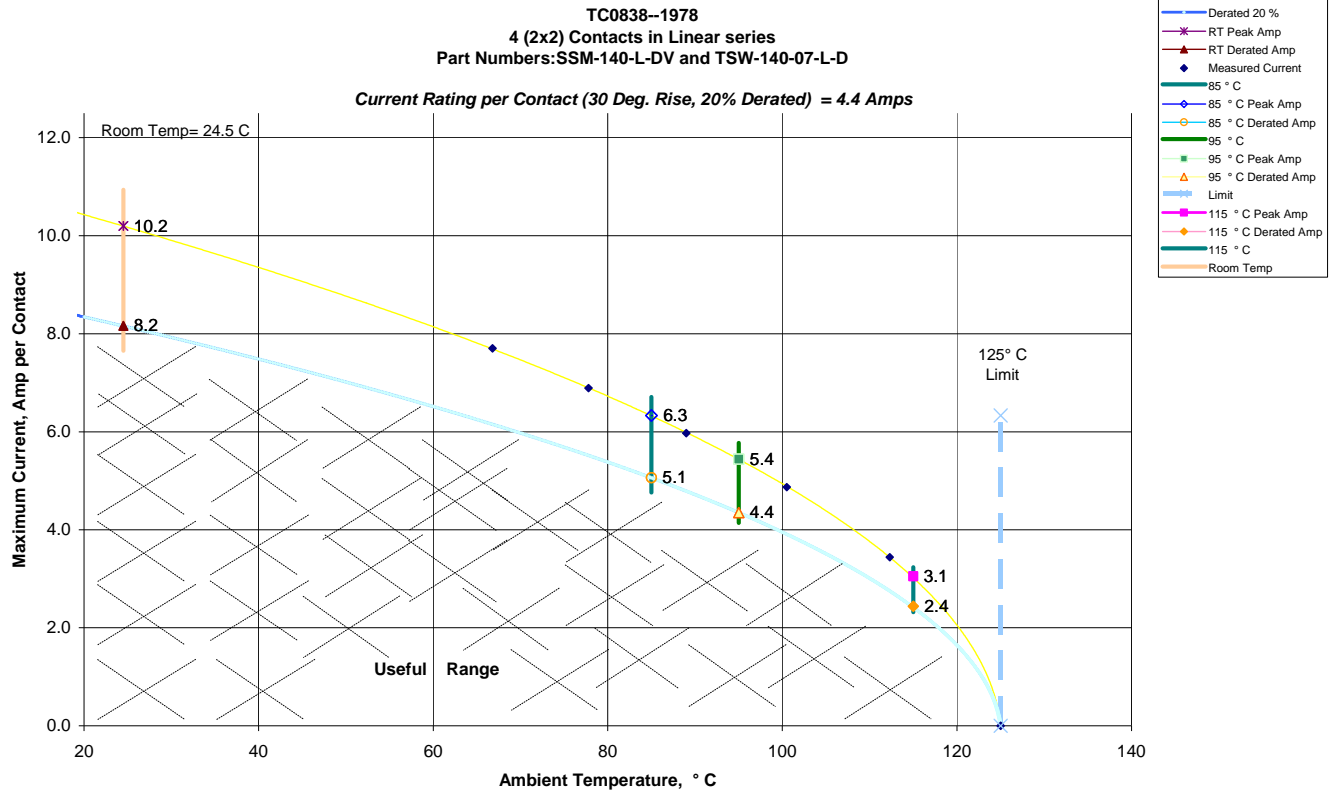 TC0838--1978
4 (2x2) Contacts in Linear series
Part Numbers:SSM-140-L-DV and TSW-140-07-L-D
Current Rating per Contact (30 Deg. Rise, 20% Derated) = 4.4 Amps
Derated 20 %
RT Peak Amp
RT Derated Amp
Measured Current
85 ° C
85 ° C Peak Amp
85 ° C Derated Amp
95 ° C
95 ° C Peak Amp
95 ° C Derated Amp
Limit
115 ° C Peak Amp
115 ° C Derated Amp
115 ° C
Room Temp
Room Temp= 24.5 C
Maximum Current, Amp per Contact
12.0
10.0
8.0
6.0
4.0
2.0
0.0
10.2
8.2
6.3
5.1
5.4
4.4
3.1
2.4
125° C
Limit
Useful Range
20
40
60
80
100
120
140
Ambient Temperature, ° C